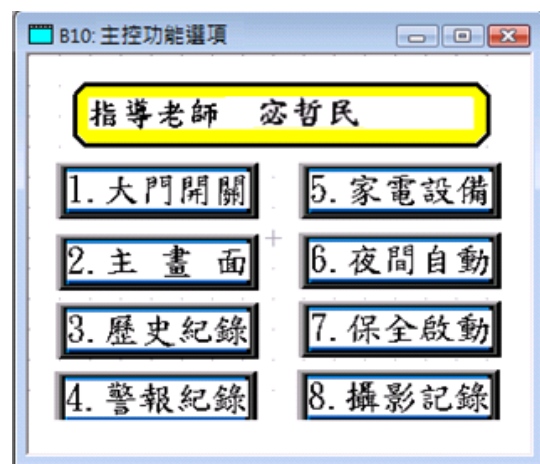 B10: 主控功能選項
指導老師 宓哲民
1. 大門開關
2. 主 畫 面
3. 歷史紀錄
4. 警報紀錄
5. 家電設備
6. 夜間自動
7. 保全啟動
8. 攝影記錄